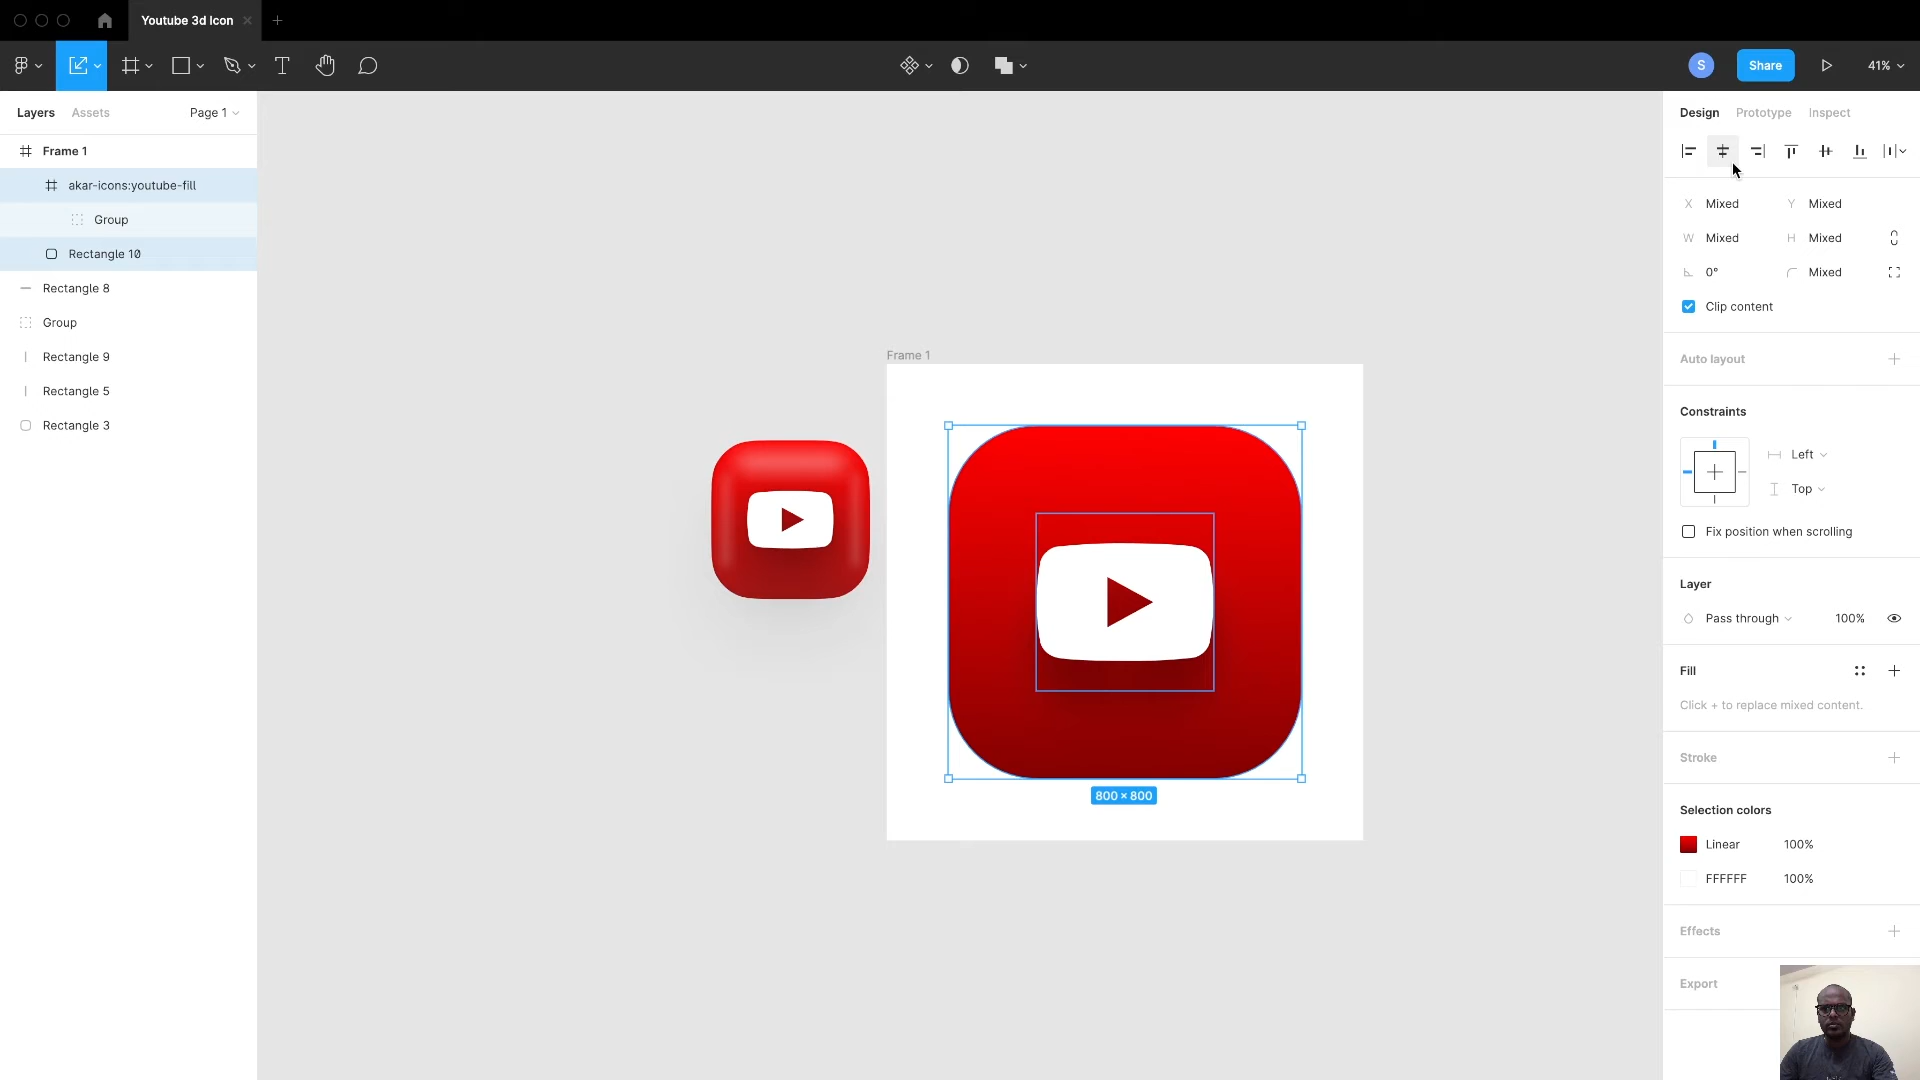 Youtube 3d Icon
S
Share
41%
Layers
Assets
Page 1
Frame 1
akar-icons:youtube-fill
Group
Rectangle 10
Rectangle 8
Group
Rectangle 9
Rectangle 5
Rectangle 3
Frame 1
800 × 800
Design
Prototype
Inspect
X Mixed
Y Mixed
W Mixed
H Mixed
0°
Mixed
Clip content
Auto layout
Constraints
Left
Top
Fix position when scrolling
Layer
Pass through
100%
Fill
Click + to replace mixed content.
Stroke
Selection colors
Linear
100%
FFFFFF
100%
Effects
Export